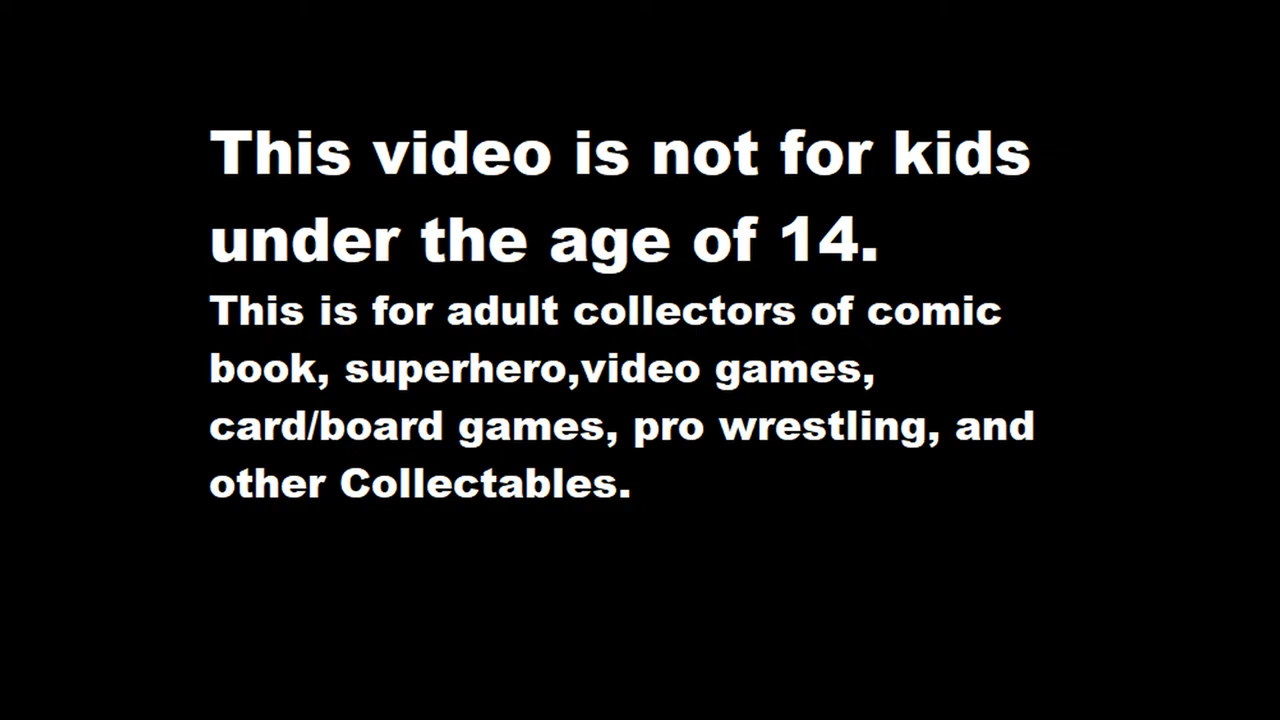 This video is not for kids
under the age of 14.
This is for adult collectors of comic
book, superhero,video games,
card/board games, pro wrestling, and
other Collectables.